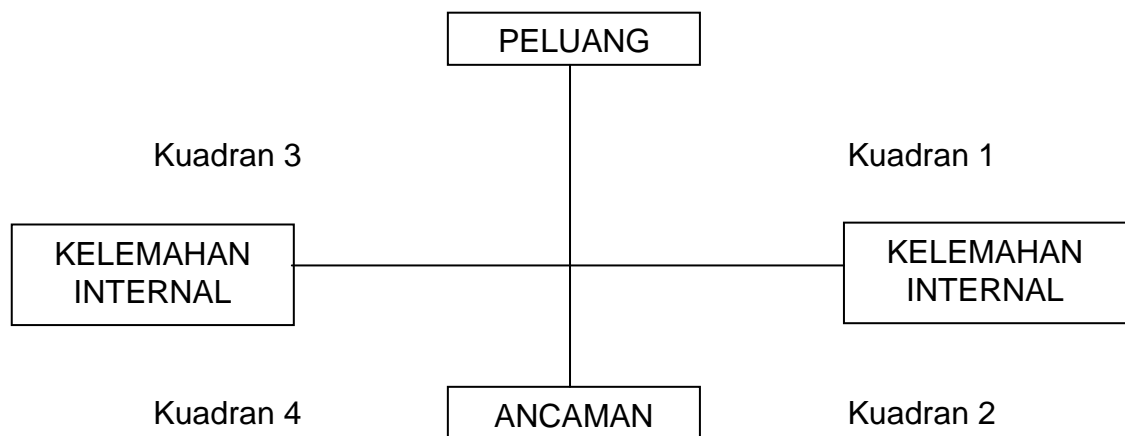 PELUANG
Kuadran 3
Kuadran 1
KELEMAHAN
INTERNAL
KELEMAHAN
INTERNAL
Kuadran 4
ANCAMAN
Kuadran 2